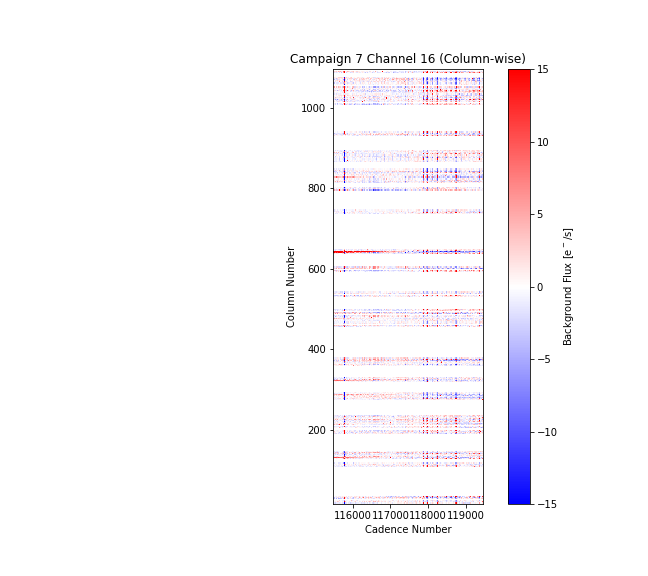 Campaign 7 Channel 16 (Column-wise)
1000
800
600
400
200
Column Number
116000 117000 118000 119000
Cadence Number
15
10
5
0
−5
−10
−15
Background Flux [e⁻/s]